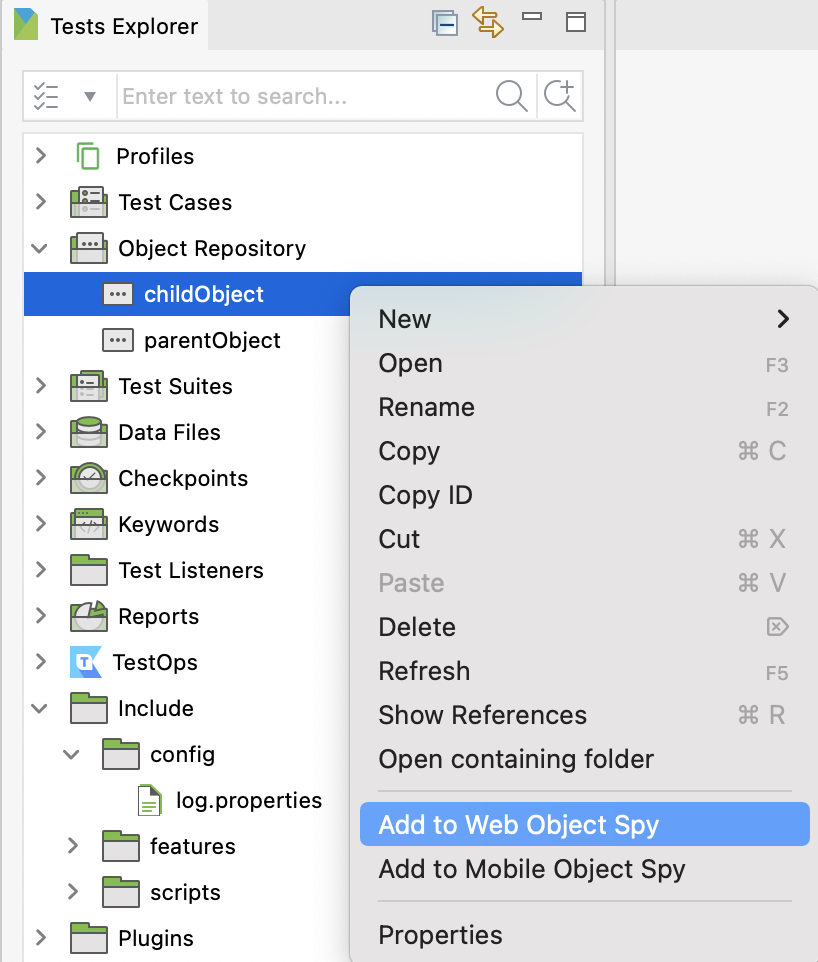 Tests Explorer
Enter text to search...
Profiles
Test Cases
Object Repository
childObject
parentObject
Test Suites
Data Files
Checkpoints
Keywords
Test Listeners
Reports
TestOps
Include
config
log.properties
features
scripts
Plugins
New
Open F3
Rename F2
Copy ⌘ C
Copy ID
Cut ⌘ X
Paste ⌘ V
Delete
Refresh F5
Show References ⌘ R
Open containing folder
Add to Web Object Spy
Add to Mobile Object Spy
Properties